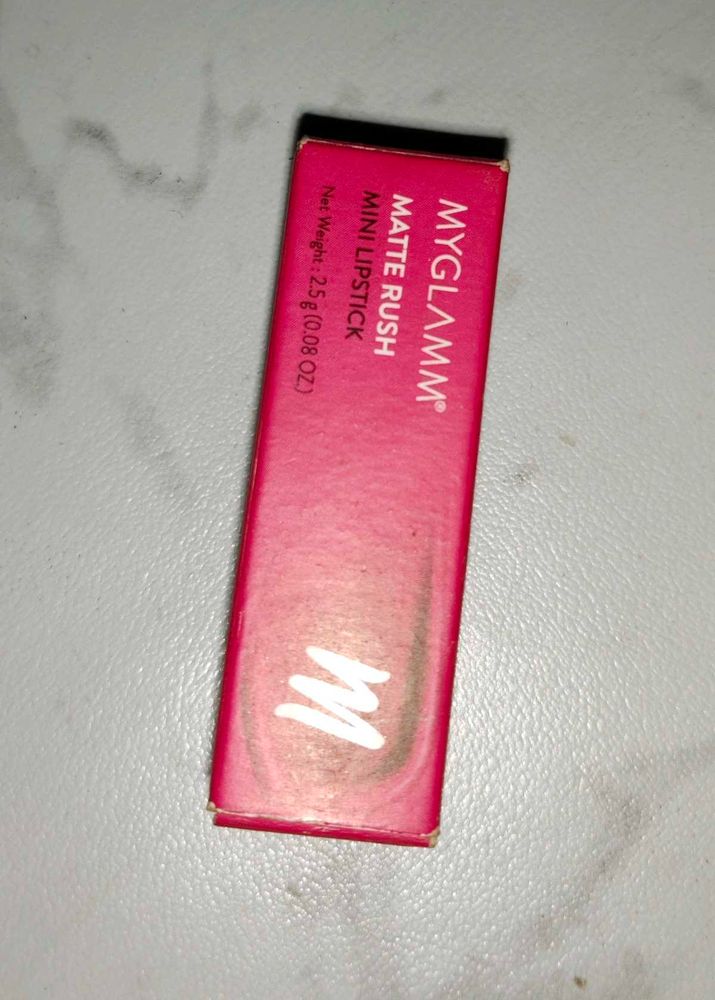 MYGLAMM®
MATTE RUSH
MINI LIPSTICK
Net Weight : 2.5 g (0.08 OZ.)
M